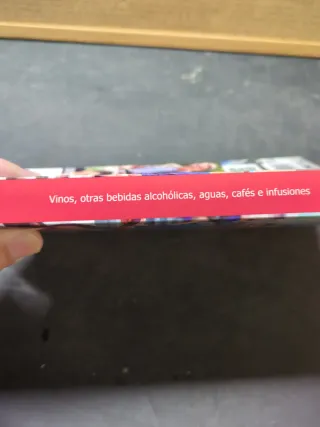 Vinos, otras bebidas alcohólicas, aguas, cafés e infusiones